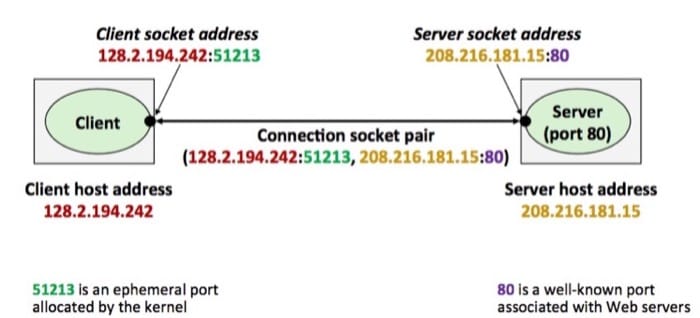 Client socket address
128.2.194.242:51213
Server socket address
208.216.181.15:80
Client
Server
(port 80)
Connection socket pair
(128.2.194.242:51213, 208.216.181.15:80)
Client host address
128.2.194.242
Server host address
208.216.181.15
51213 is an ephemeral port
allocated by the kernel
80 is a well-known port
associated with Web servers